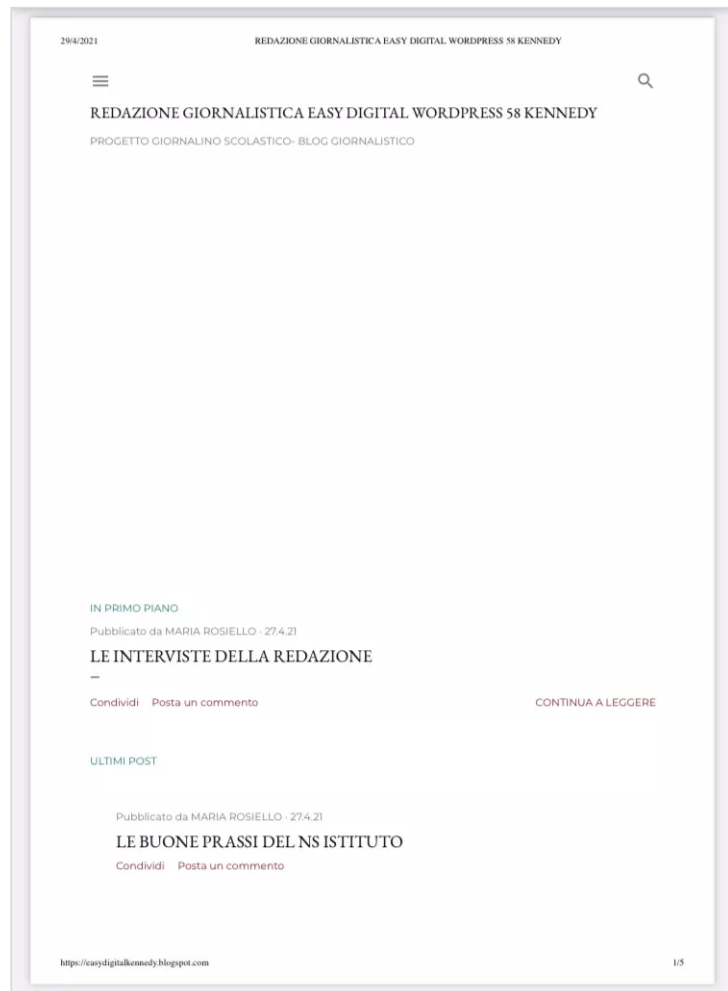 29/4/2021 REDAZIONE GIORNALISTICA EASY DIGITAL WORDPRESS 58 KENNEDY
REDAZIONE GIORNALISTICA EASY DIGITAL WORDPRESS 58 KENNEDY
PROGETTO GIORNALINO SCOLASTICO- BLOG GIORNALISTICO
IN PRIMO PIANO
Pubblicato da MARIA ROSIELLO · 27.4.21
LE INTERVISTE DELLA REDAZIONE
Condividi Posta un commento CONTINUA A LEGGERE
ULTIMI POST
Pubblicato da MARIA ROSIELLO · 27.4.21
LE BUONE PRASSI DEL NS ISTITUTO
Condividi Posta un commento
https://easydigitalkennedy.blogspot.com 1/5